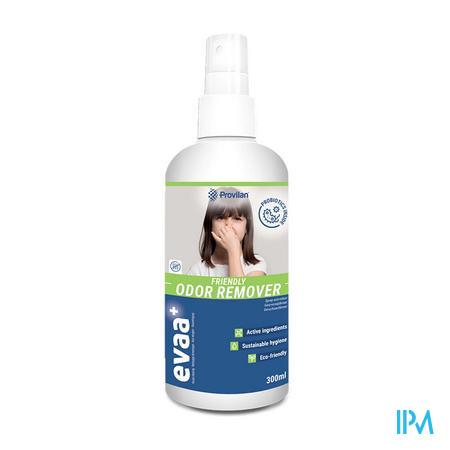 Provilan
PROBIOTICS INSIDE
FRIENDLY
ODOR REMOVER
evaa+
Active ingredients
Sustainable hygiene
Eco-friendly
300ml
IPM